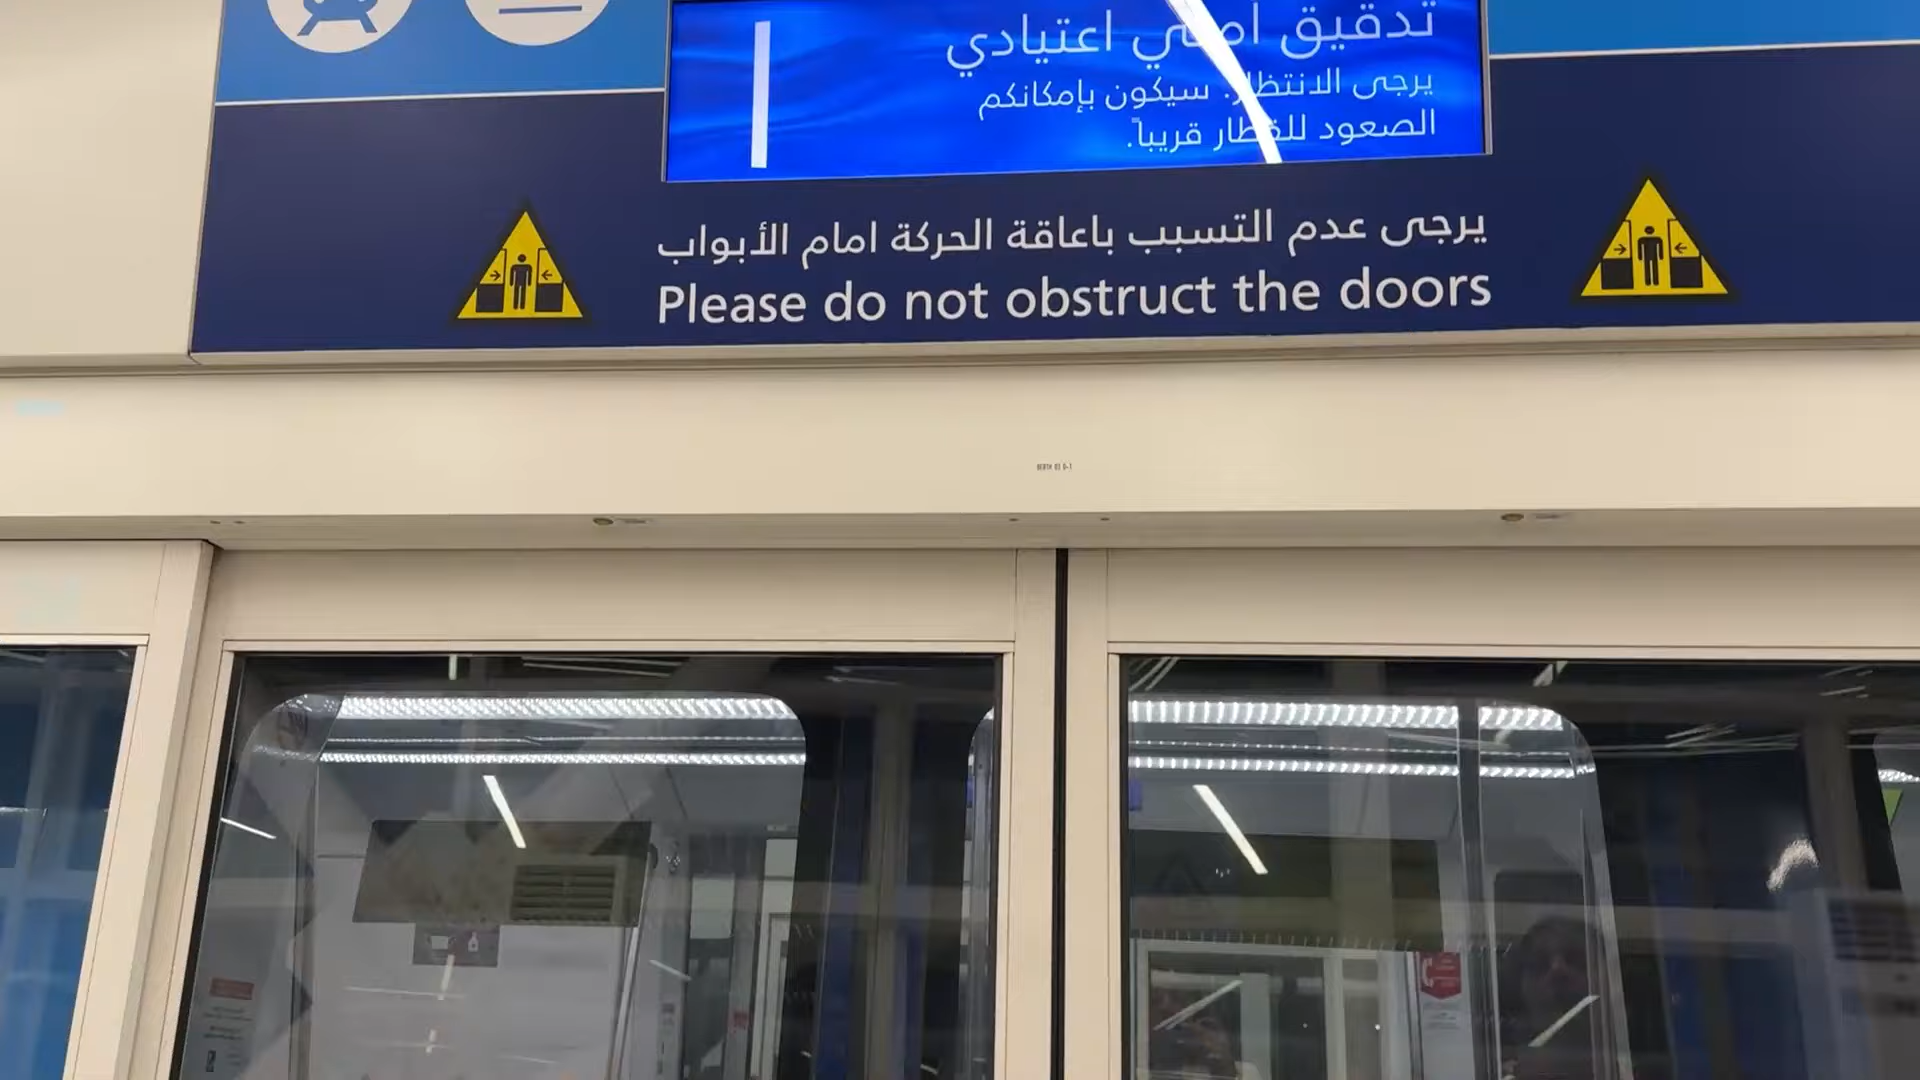 تدقيق أمني اعتيادي
يرجى الانتظار. سيكون بإمكانكم
الصعود للقطار قريباً.
يرجى عدم التسبب باعاقة الحركة امام الأبواب
Please do not obstruct the doors